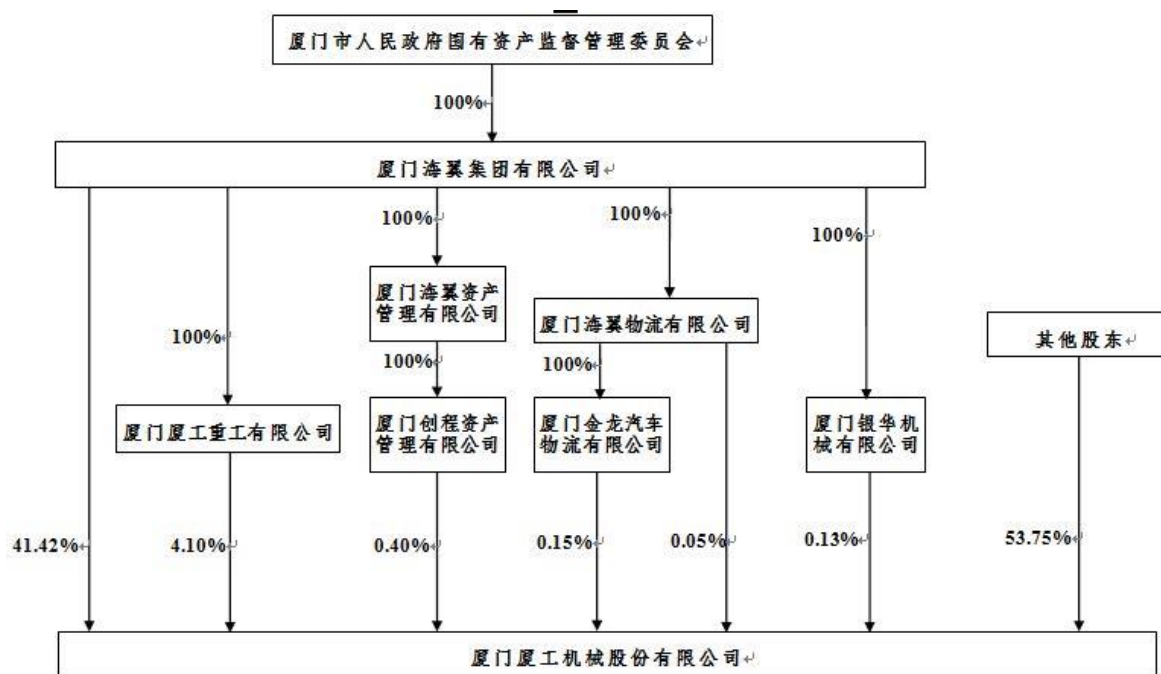 厦门市人民政府国有资产监督管理委员会
100%
厦门海翼集团有限公司
100%
100%
100%
厦门海翼资产
管理有限公司
厦门海翼物流有限公司
其他股东
100%
100%
100%
厦门厦工重工有限公司
厦门创程资产
管理有限公司
厦门金龙汽车
物流有限公司
厦门银华机
械有限公司
41.42%
4.10%
0.40%
0.15%
0.05%
0.13%
53.75%
厦门厦工机械股份有限公司